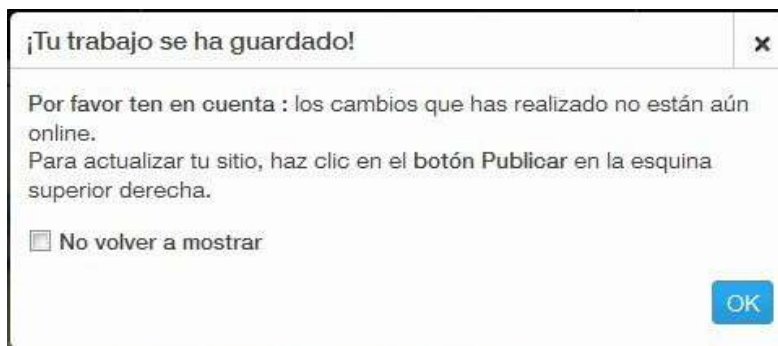 ¡Tu trabajo se ha guardado!
×
Por favor ten en cuenta : los cambios que has realizado no están aún
online.
Para actualizar tu sitio, haz clic en el botón Publicar en la esquina
superior derecha.
No volver a mostrar
OK